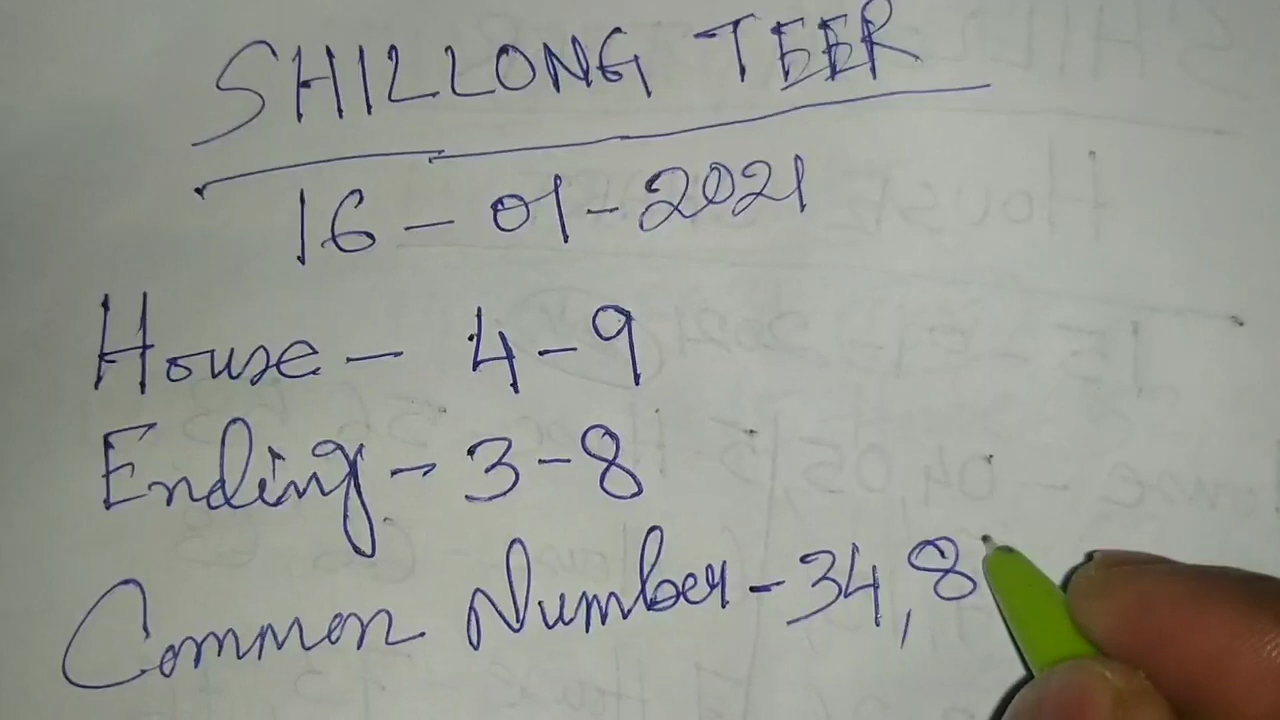 SHILLONG TEER
16-01-2021
House - 4-9
Ending - 3-8
Common Number - 34, 8